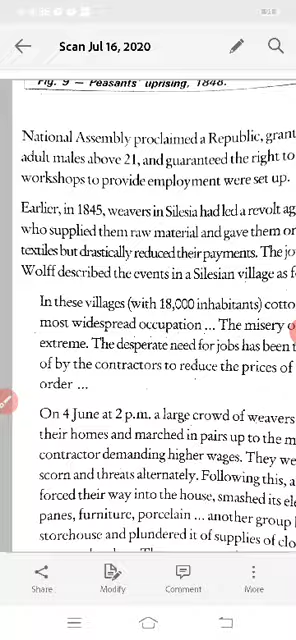 Scan Jul 16, 2020
Fig. 9 — Peasants' uprising, 1848.
National Assembly proclaimed a Republic, grant
adult males above 21, and guaranteed the right to
workshops to provide employment were set up.
Earlier, in 1845, weavers in Silesia had led a revolt ag
who supplied them raw material and gave them or
textiles but drastically reduced their payments. The jo
Wolff described the events in a Silesian village as f
In these villages (with 18,000 inhabitants) cotto
most widespread occupation ... The misery o
extreme. The desperate need for jobs has been t
of by the contractors to reduce the prices of
order ...
On 4 June at 2 p.m. a large crowd of weavers
their homes and marched in pairs up to the m
contractor demanding higher wages. They we
scorn and threats alternately. Following this, a
forced their way into the house, smashed its ele
panes, furniture, porcelain ... another group
storehouse and plundered it of supplies of clo
Share Modify Comment More